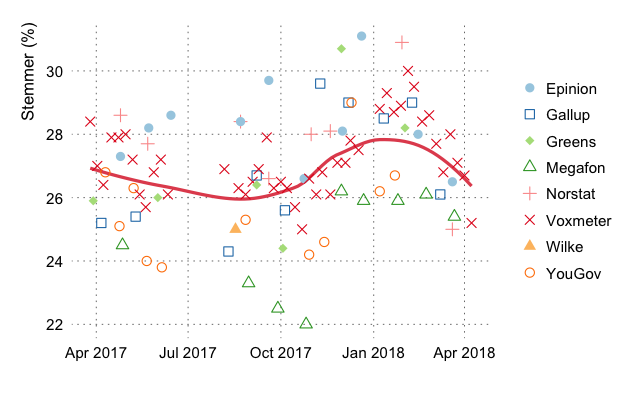 Stemmer (%)
30
28
26
24
22
Apr 2017
Jul 2017
Oct 2017
Jan 2018
Apr 2018
Epinion
Gallup
Greens
Megafon
Norstat
Voxmeter
Wilke
YouGov